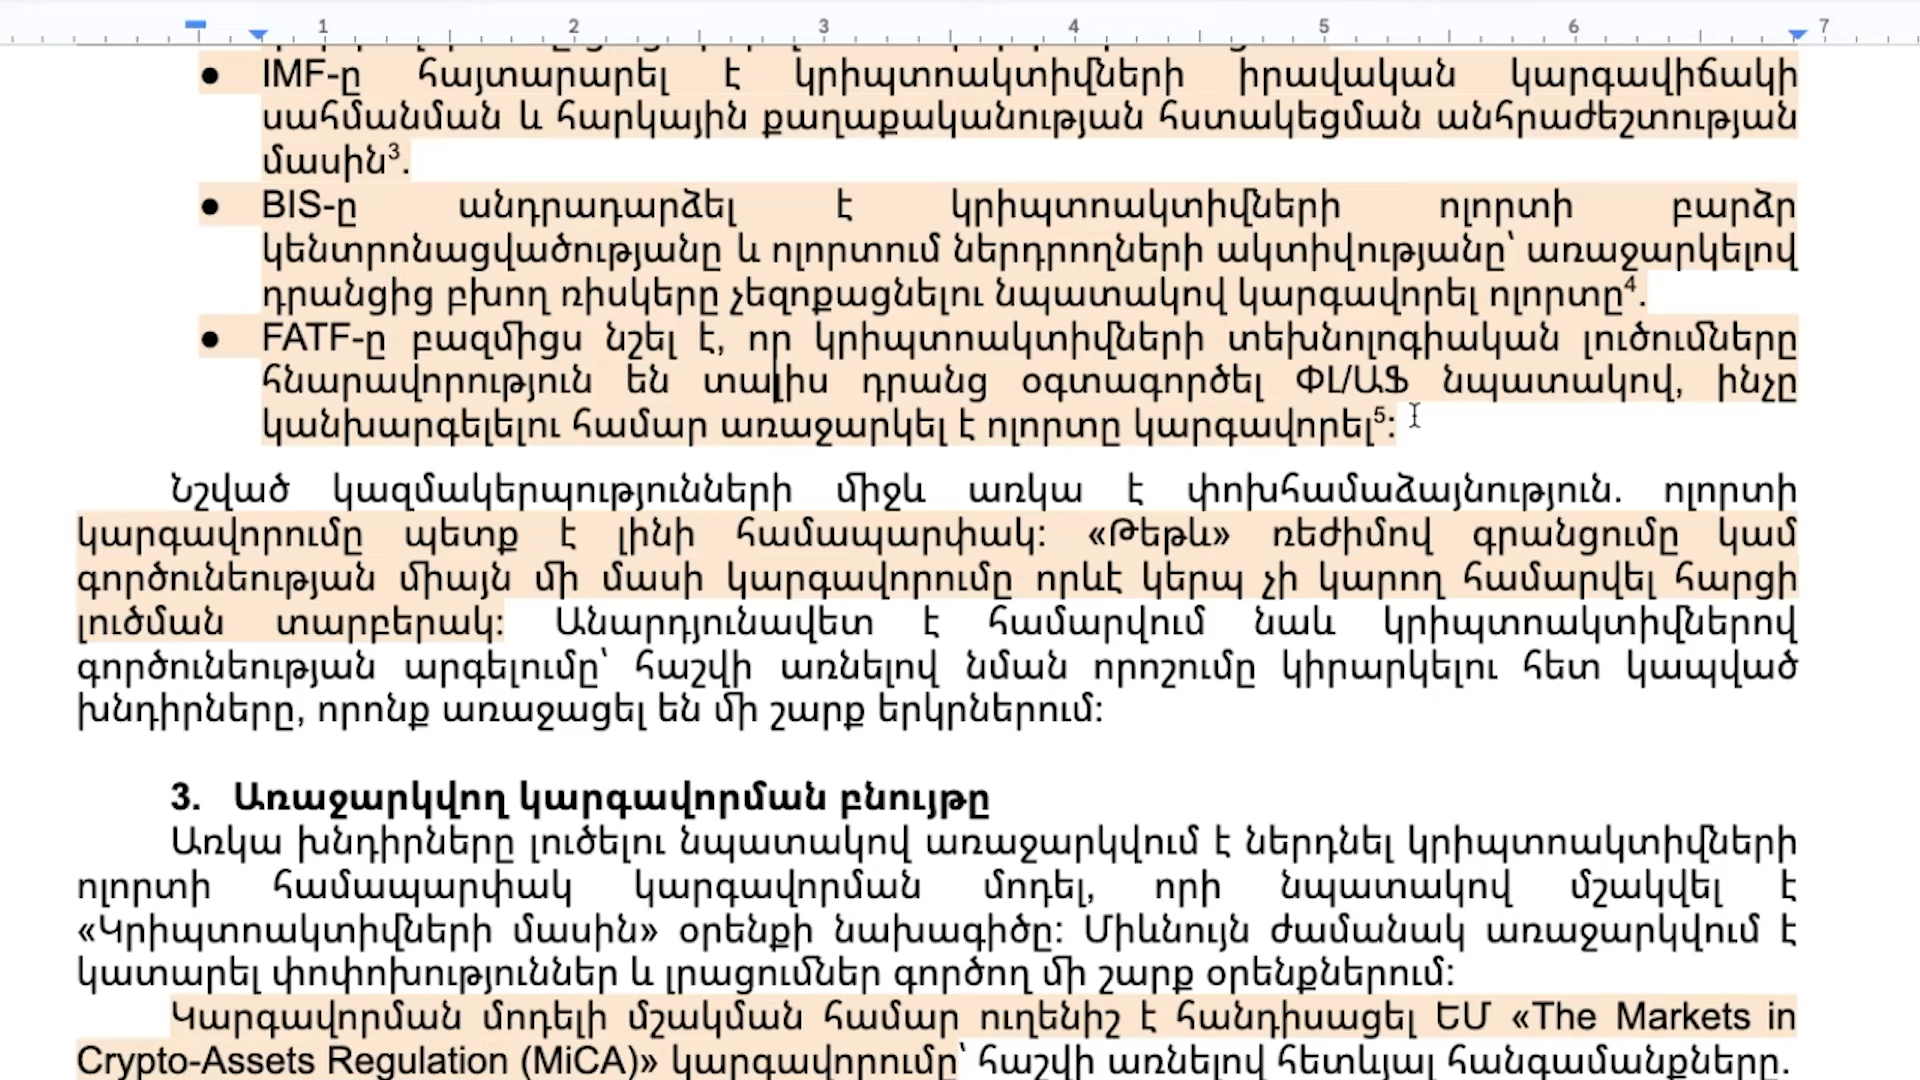 1 2 3 4 5 6 7
● IMF-ը հայտարարել է կրիպտոակտիվների իրավական կարգավիճակի
սահմանման և հարկային քաղաքականության հստակեցման անհրաժեշտության
մասին³.
● BIS-ը անդրադարձել է կրիպտոակտիվների ոլորտի բարձր
կենտրոնացվածությանը և ոլորտում ներդրողների ակտիվությանը՝ առաջարկելով
դրանցից բխող ռիսկերը չեզոքացնելու նպատակով կարգավորել ոլորտը⁴.
● FATF-ը բազմիցս նշել է, որ կրիպտոակտիվների տեխնոլոգիական լուծումները
հնարավորություն են տալիս դրանց օգտագործել ՓԼ/ԱՖ նպատակով, ինչը
կանխարգելելու համար առաջարկել է ոլորտը կարգավորել⁵:
Նշված կազմակերպությունների միջև առկա է փոխհամաձայնություն. ոլորտի
կարգավորումը պետք է լինի համապարփակ: «Թեթև» ռեժիմով գրանցումը կամ
գործունեության միայն մի մասի կարգավորումը որևէ կերպ չի կարող համարվել հարցի
լուծման տարբերակ: Անարդյունավետ է համարվում նաև կրիպտոակտիվներով
գործունեության արգելումը՝ հաշվի առնելով նման որոշումը կիրարկելու հետ կապված
խնդիրները, որոնք առաջացել են մի շարք երկրներում:
3. Առաջարկվող կարգավորման բնույթը
Առկա խնդիրները լուծելու նպատակով առաջարկվում է ներդնել կրիպտոակտիվների
ոլորտի համապարփակ կարգավորման մոդել, որի նպատակով մշակվել է
«Կրիպտոակտիվների մասին» օրենքի նախագիծը: Միևնույն ժամանակ առաջարկվում է
կատարել փոփոխություններ և լրացումներ գործող մի շարք օրենքներում:
Կարգավորման մոդելի մշակման համար ուղենիշ է հանդիսացել ԵՄ «The Markets in
Crypto-Assets Regulation (MiCA)» կարգավորումը՝ հաշվի առնելով հետևյալ հանգամանքները.